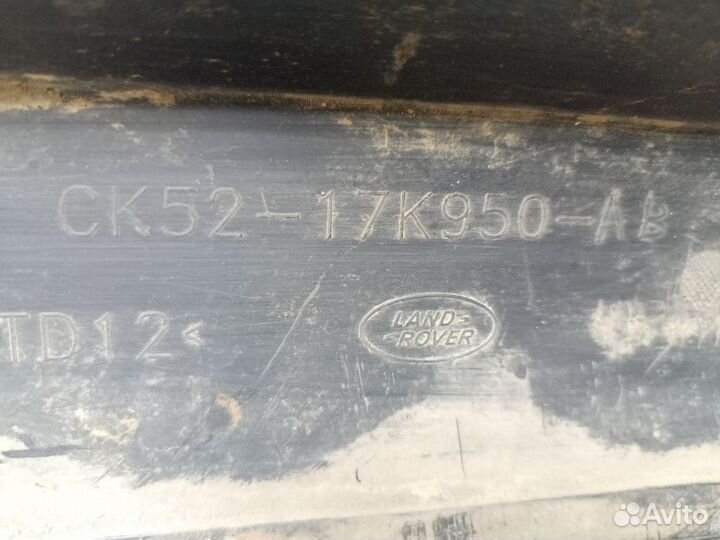 CK52-17K950-AB
TD12<
LAND-
-ROVER
Avito